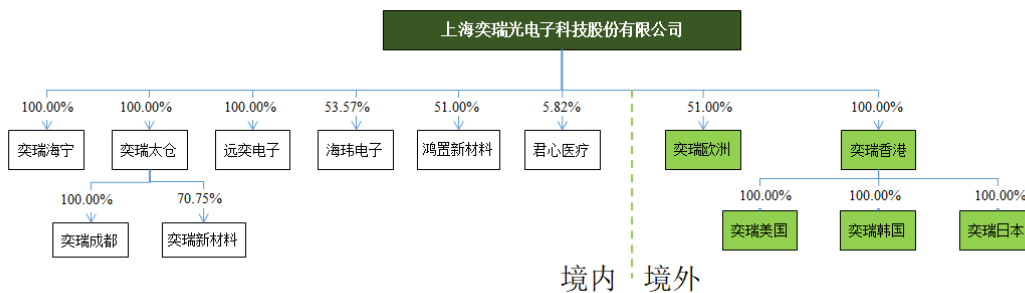 上海奕瑞光电子科技股份有限公司
100.00% 100.00% 100.00% 53.57% 51.00% 5.82% 51.00% 100.00%
奕瑞海宁 奕瑞太仓 远奕电子 海玮电子 鸿置新材料 君心医疗 奕瑞欧洲 奕瑞香港
100.00% 70.75% 100.00% 100.00% 100.00%
奕瑞成都 奕瑞新材料 奕瑞美国 奕瑞韩国 奕瑞日本
境内 境外